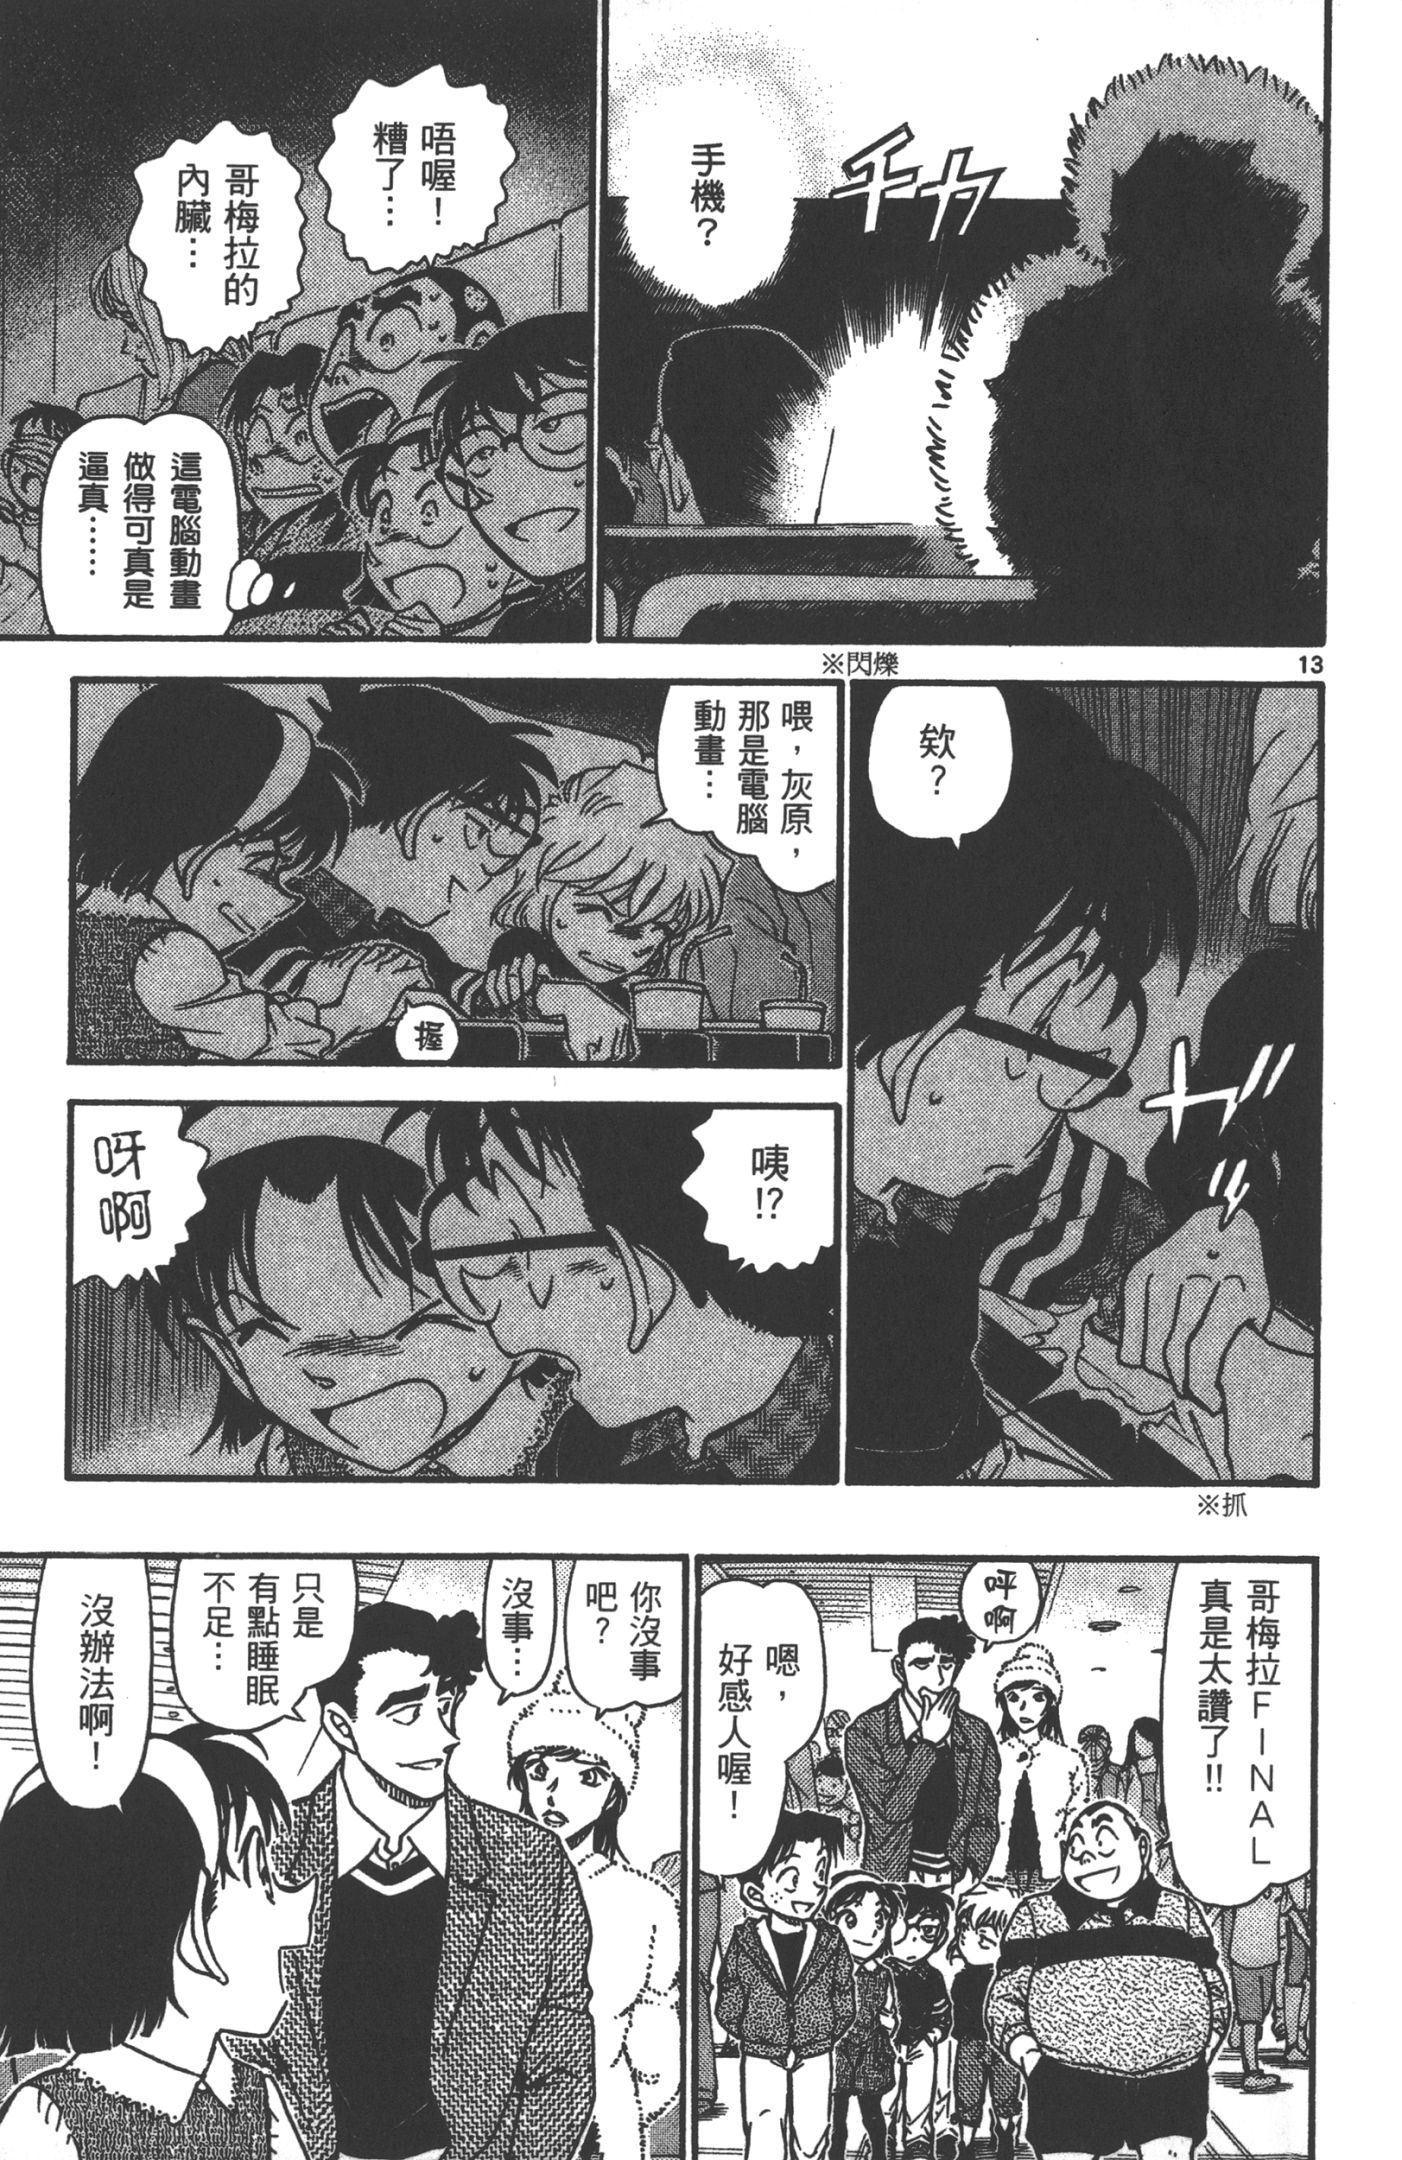 手機？
チカ
唔喔！
糟了…
哥梅拉的
內臟…
這電腦動畫
做得可真是
逼真……
※閃爍
13
欸？
ギュッ
※抓
喂，灰原，
那是電腦
動畫…
握
咦!?
呀
啊
哥梅拉FINAL
真是太讚了!!
呼啊
嗯，
好感人喔！
你沒事
吧？
沒事…
只是
有點睡眠
不足…
沒辦法啊！